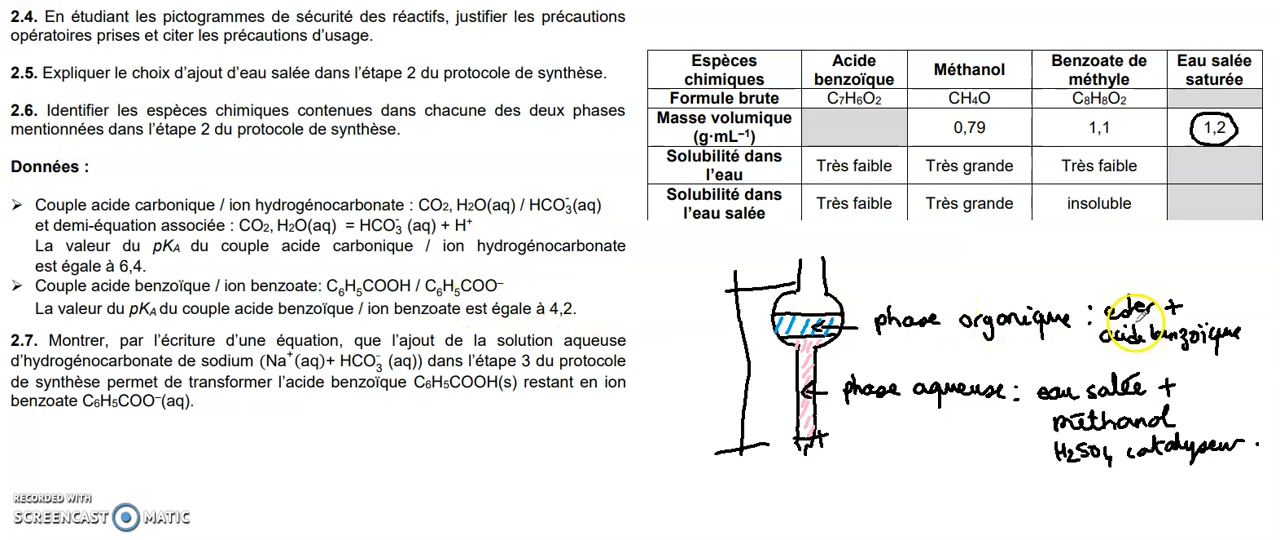 2.4. En étudiant les pictogrammes de sécurité des réactifs, justifier les précautions
opératoires prises et citer les précautions d'usage.
2.5. Expliquer le choix d'ajout d'eau salée dans l'étape 2 du protocole de synthèse.
2.6. Identifier les espèces chimiques contenues dans chacune des deux phases
mentionnées dans l'étape 2 du protocole de synthèse.
Données :
➢ Couple acide carbonique / ion hydrogénocarbonate : CO₂, H₂O(aq) / HCO₃⁻(aq)
et demi-équation associée : CO₂, H₂O(aq) = HCO₃⁻ (aq) + H⁺
La valeur du pKA du couple acide carbonique / ion hydrogénocarbonate
est égale à 6,4.
➢ Couple acide benzoïque / ion benzoate: C₆H₅COOH / C₆H₅COO⁻
La valeur du pKA du couple acide benzoïque / ion benzoate est égale à 4,2.
2.7. Montrer, par l'écriture d'une équation, que l'ajout de la solution aqueuse
d'hydrogénocarbonate de sodium (Na⁺(aq)+ HCO₃⁻ (aq)) dans l'étape 3 du protocole
de synthèse permet de transformer l'acide benzoïque C₆H₅COOH(s) restant en ion
benzoate C₆H₅COO⁻(aq).
RECORDED WITH
SCREENCAST MATIC
Espèces chimiques | Acide benzoïque | Méthanol | Benzoate de méthyle | Eau salée saturée
Formule brute | C₇H₆O₂ | CH₄O | C₈H₈O₂
Masse volumique (g·mL⁻¹) | 0,79 | 1,1 | 1,2
Solubilité dans l'eau | Très faible | Très grande | Très faible
Solubilité dans l'eau salée | Très faible | Très grande | insoluble
phase organique : ester +
acide benzoïque
phase aqueuse : eau salée +
méthanol
H₂SO₄ catalyseur.